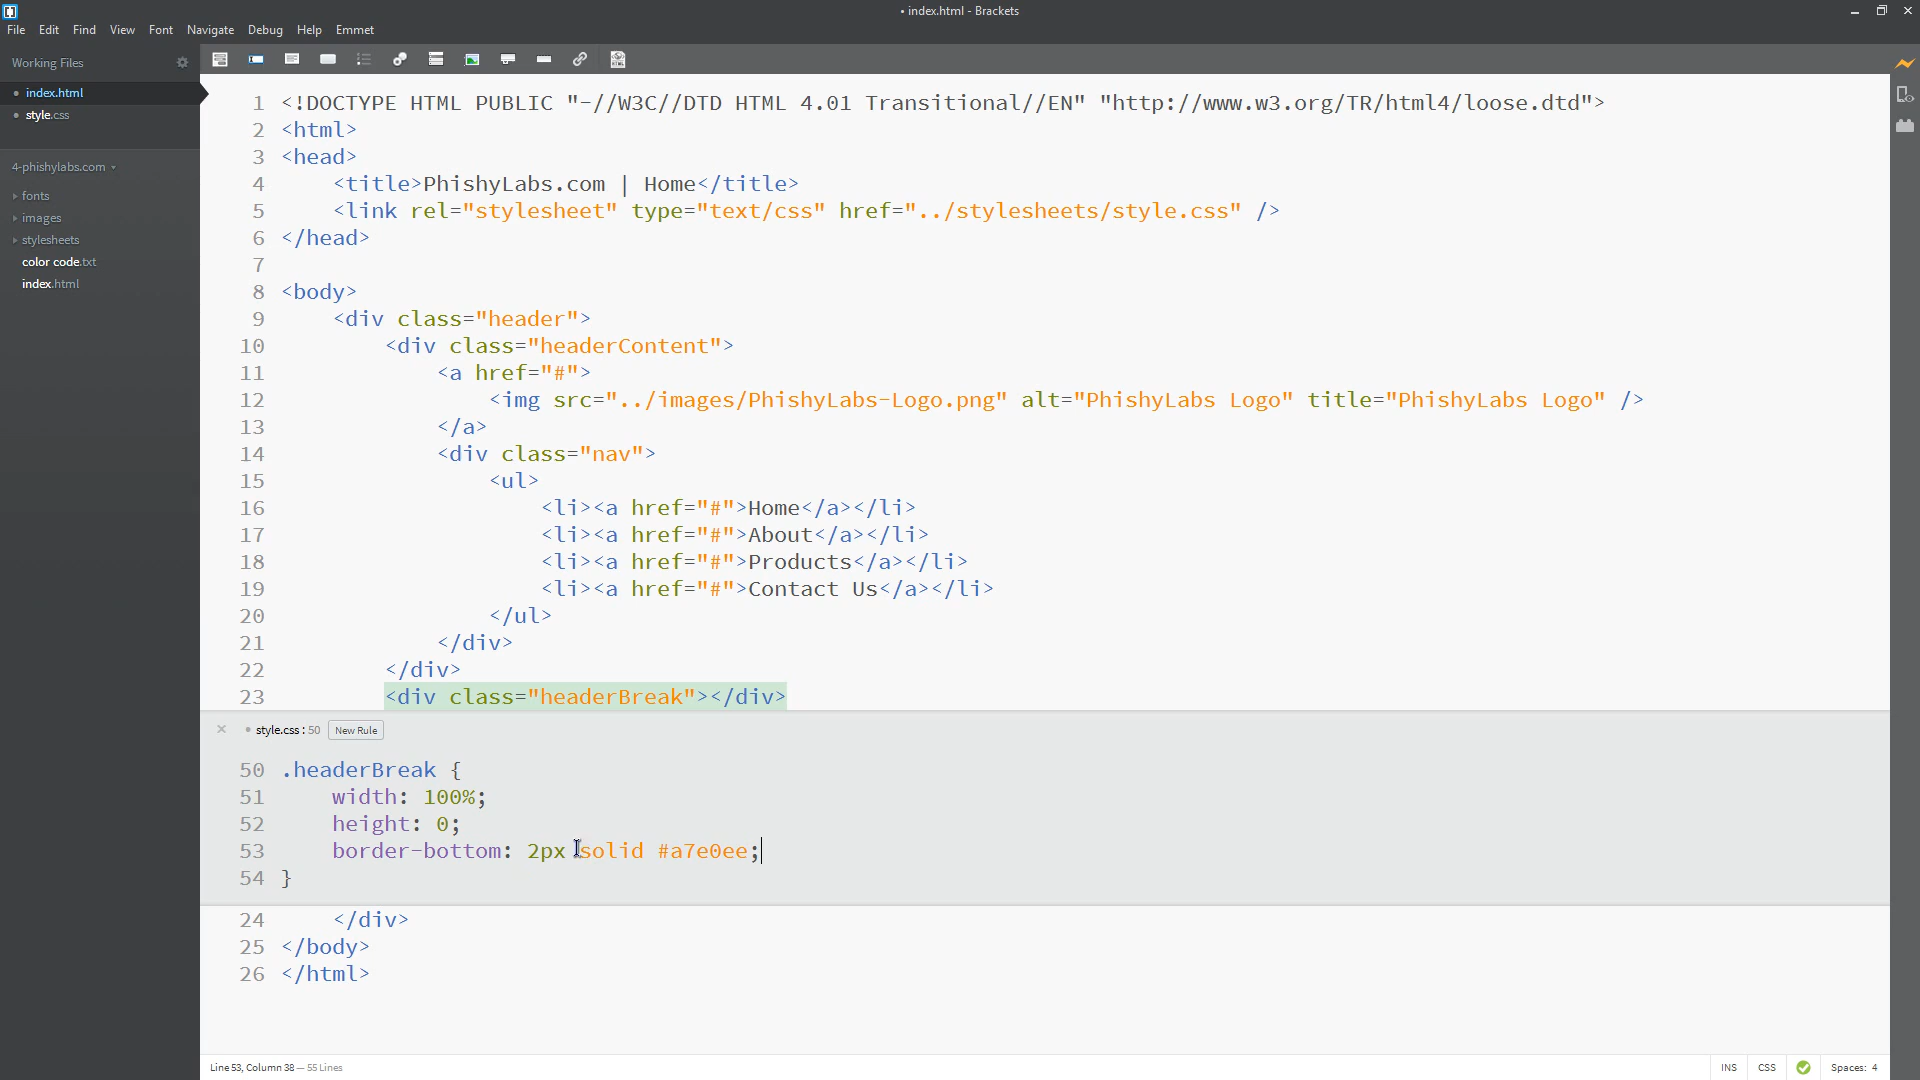 • index.html - Brackets
File Edit Find View Font Navigate Debug Help Emmet
Working Files
• index.html
• style.css
4-phishylabs.com
fonts
images
stylesheets
color code.txt
index.html
1 <!DOCTYPE HTML PUBLIC "-//W3C//DTD HTML 4.01 Transitional//EN" "http://www.w3.org/TR/html4/loose.dtd">
2 <html>
3 <head>
4 <title>PhishyLabs.com | Home</title>
5 <link rel="stylesheet" type="text/css" href="../stylesheets/style.css" />
6 </head>
7
8 <body>
9 <div class="header">
10 <div class="headerContent">
11 <a href="#">
12 <img src="../images/PhishyLabs-Logo.png" alt="PhishyLabs Logo" title="PhishyLabs Logo" />
13 </a>
14 <div class="nav">
15 <ul>
16 <li><a href="#">Home</a></li>
17 <li><a href="#">About</a></li>
18 <li><a href="#">Products</a></li>
19 <li><a href="#">Contact Us</a></li>
20 </ul>
21 </div>
22 </div>
23 <div class="headerBreak"></div>
• style.css : 50 New Rule
50 .headerBreak {
51 width: 100%;
52 height: 0;
53 border-bottom: 2px solid #a7e0ee;
54 }
24 </div>
25 </body>
26 </html>
Line 53, Column 38 — 55 Lines
INS CSS Spaces: 4